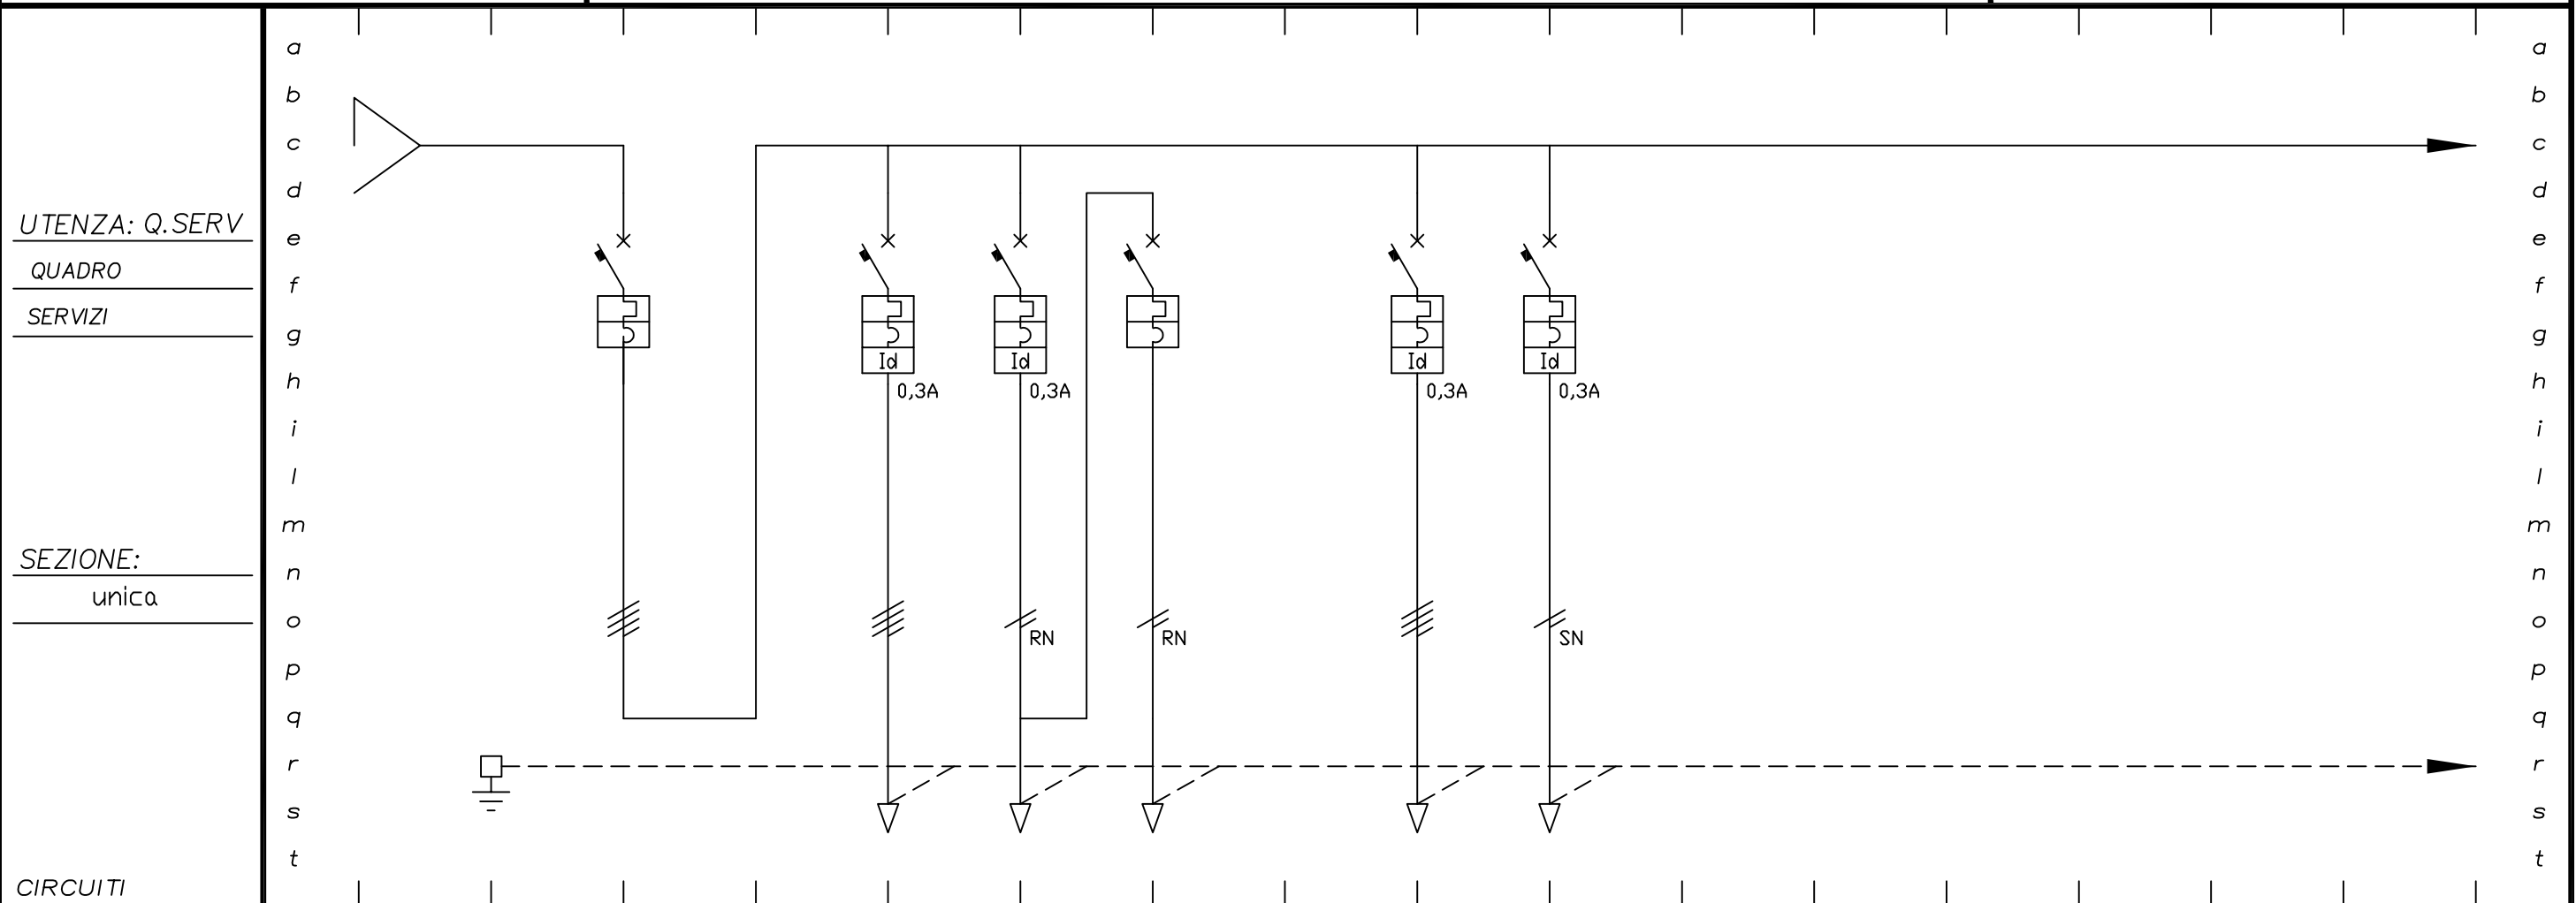 a a
b b
c c
d d
UTENZA: Q.SERV
e e
QUADRO
f f
SERVIZI
g g
Id Id Id Id
h h
0,3A 0,3A 0,3A 0,3A
i i
l l
m m
SEZIONE:
n n
unica
o o
RN RN SN
p p
q q
r r
s s
t t
CIRCUITI